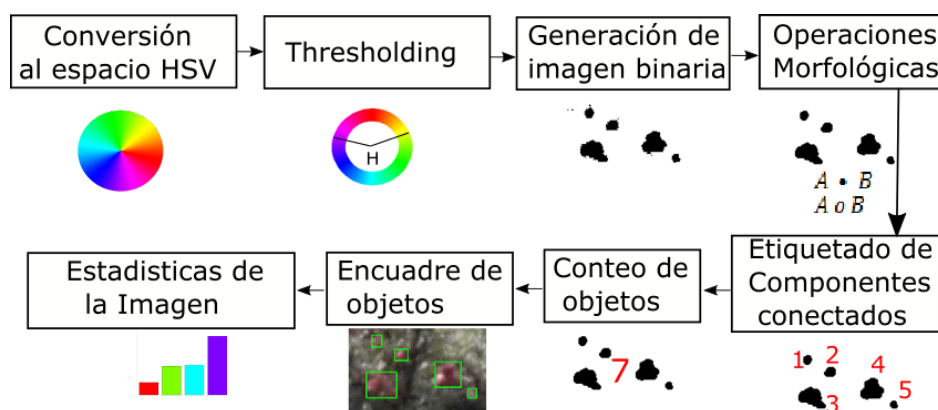 Conversión
al espacio HSV
Thresholding
Generación de
imagen binaria
Operaciones
Morfológicas
H
A • B
A o B
Etiquetado de
Componentes
conectados
Conteo de
objetos
Encuadre de
objetos
Estadisticas de
la Imagen
7
1 2 4
3 5